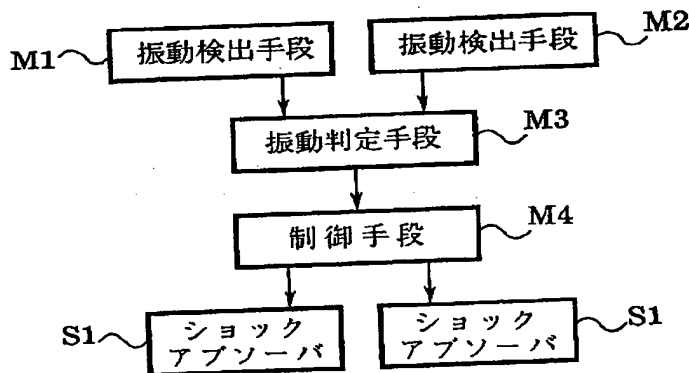 M1
振動検出手段
振動検出手段
M2
振動判定手段
M3
制御手段
M4
S1
ショック
アブソーバ
ショック
アブソーバ
S1